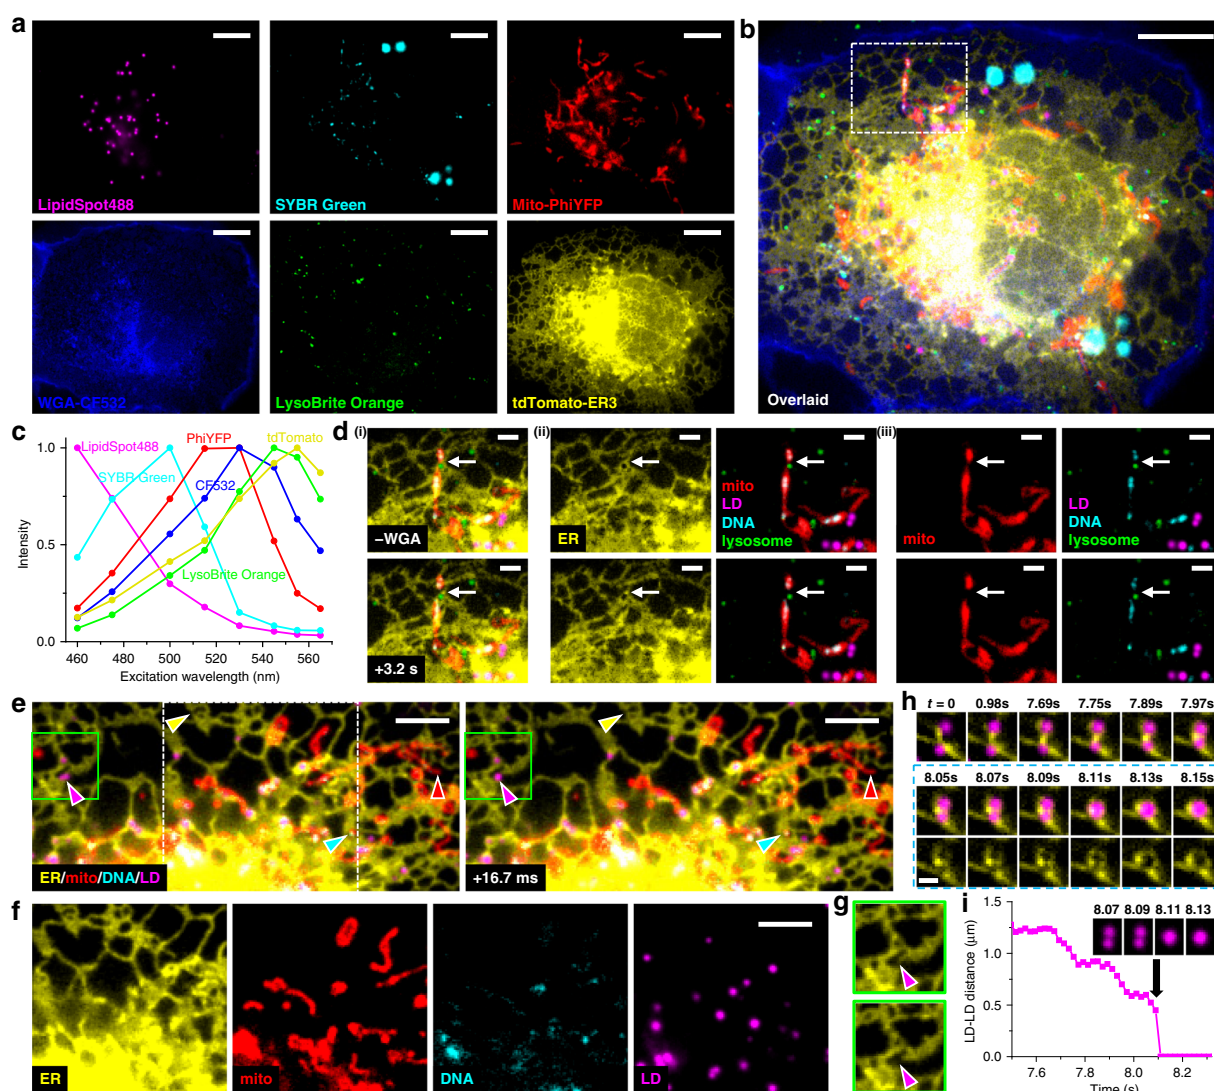 a
LipidSpot488
SYBR Green
Mito-PhiYFP
WGA-CF532
LysoBrite Orange
tdTomato-ER3
b
Overlaid
c
LipidSpot488
PhiYFP
tdTomato
SYBR Green
CF532
LysoBrite Orange
1.0
0.5
0.0
Intensity
460 480 500 520 540 560
Excitation wavelength (nm)
d
(i)
(ii)
(iii)
–WGA
ER
mito
LD
DNA
lysosome
mito
LD
DNA
lysosome
+3.2 s
e
ER/mito/DNA/LD
+16.7 ms
f
ER
mito
DNA
LD
g
h
t = 0 0.98s 7.69s 7.75s 7.89s 7.97s
8.05s 8.07s 8.09s 8.11s 8.13s 8.15s
i
8.07 8.09 8.11 8.13
1.5
1.0
0.5
0.0
LD-LD distance (μm)
7.6 7.8 8.0 8.2
Time (s)